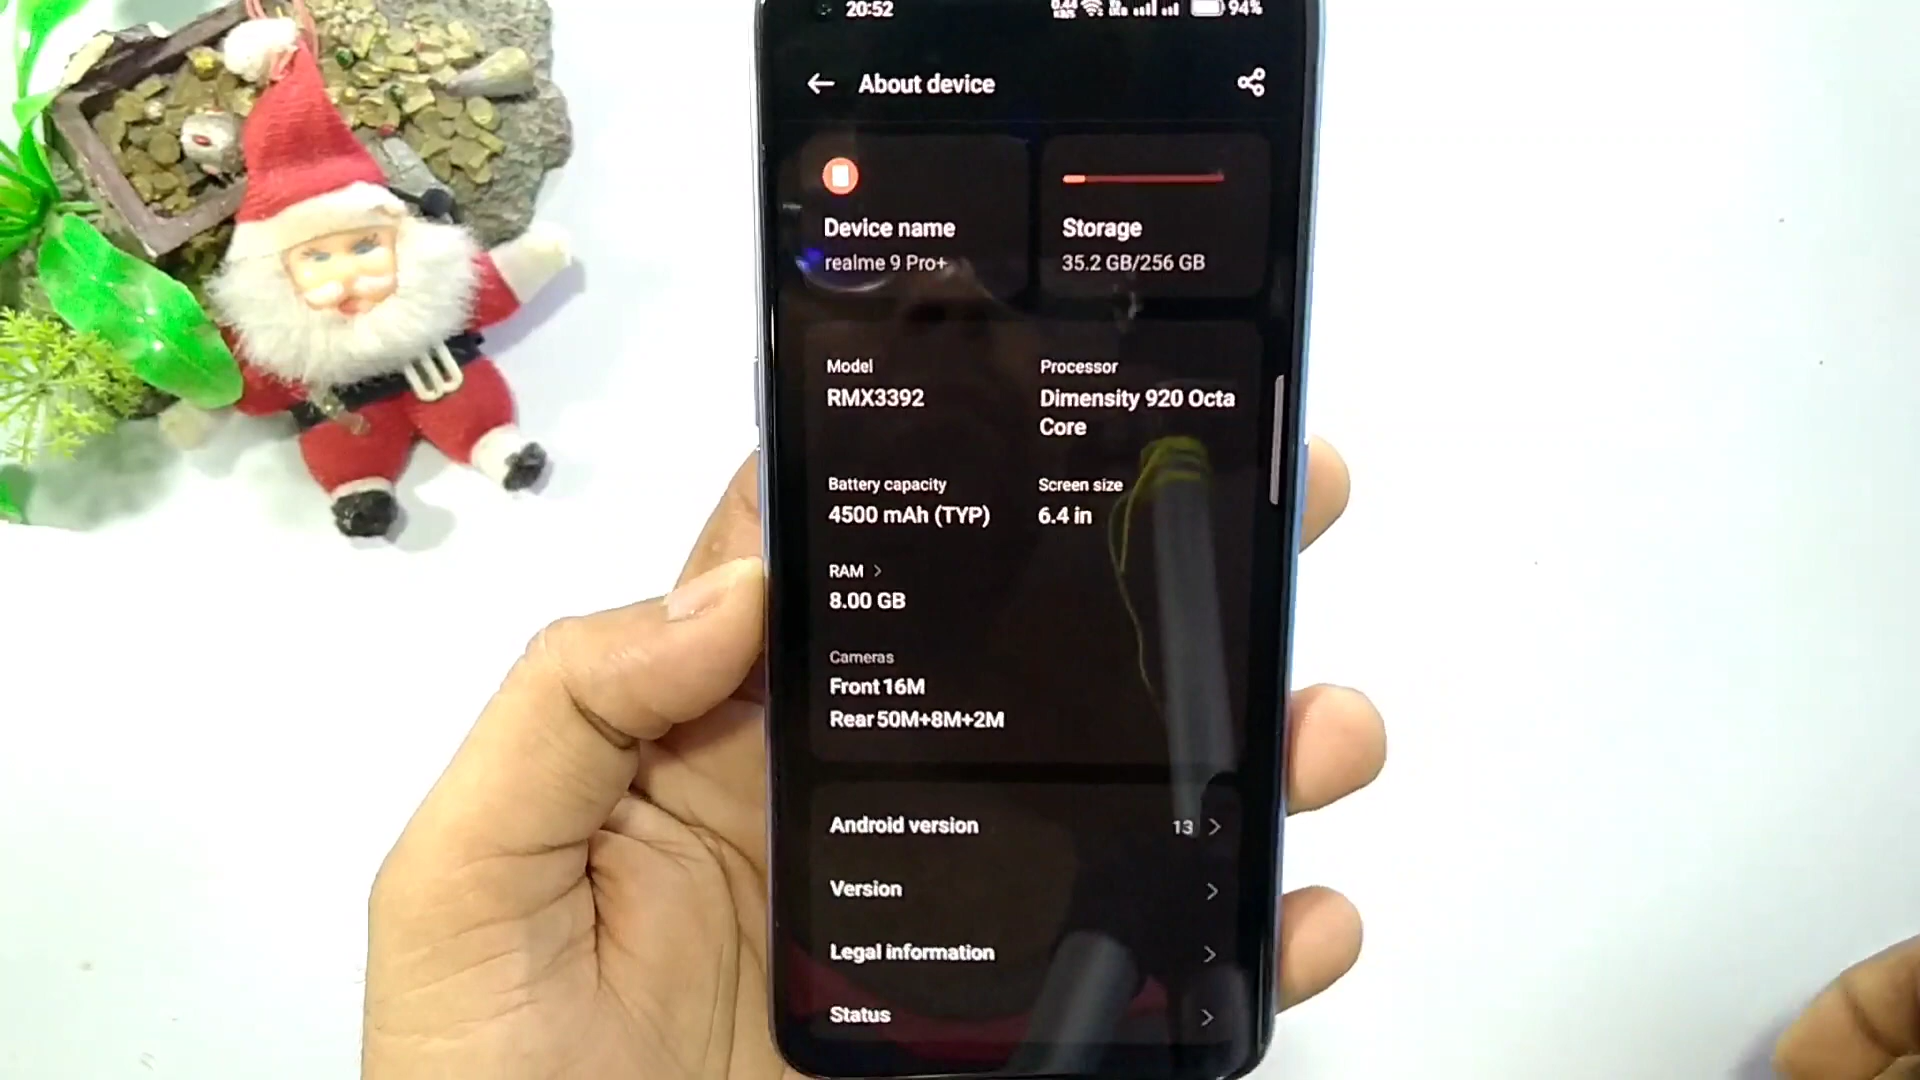 20:52
94%
About device
Device name
realme 9 Pro+
Storage
35.2 GB/256 GB
Model
RMX3392
Processor
Dimensity 920 Octa
Core
Battery capacity
4500 mAh (TYP)
Screen size
6.4 in
RAM >
8.00 GB
Cameras
Front 16M
Rear 50M+8M+2M
Android version
13 >
Version >
Legal information >
Status >